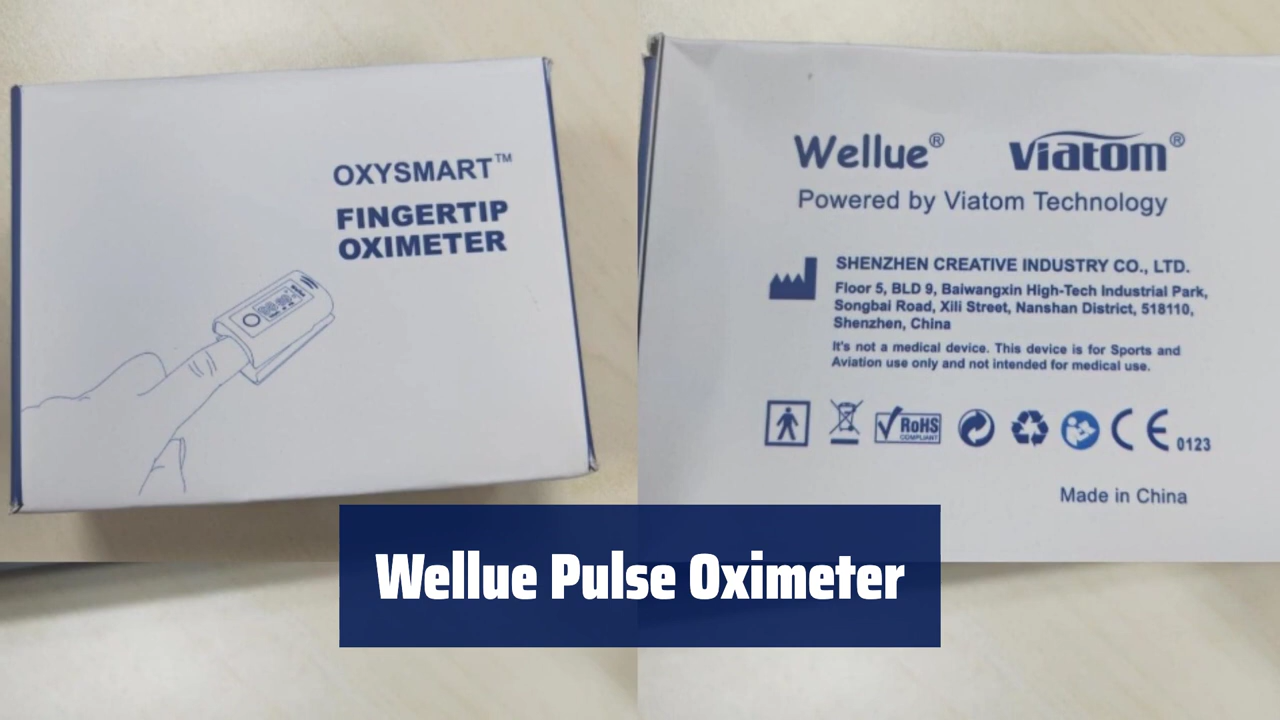 OXYSMART™
FINGERTIP
OXIMETER
Wellue® viatom®
Powered by Viatom Technology
SHENZHEN CREATIVE INDUSTRY CO., LTD.
Floor 5, BLD 9, Baiwangxin High-Tech Industrial Park,
Songbai Road, Xili Street, Nanshan District, 518110,
Shenzhen, China
It's not a medical device. This device is for Sports and
Aviation use only and not intended for medical use.
RoHS
COMPLIANT
CE 0123
Made in China
Wellue Pulse Oximeter